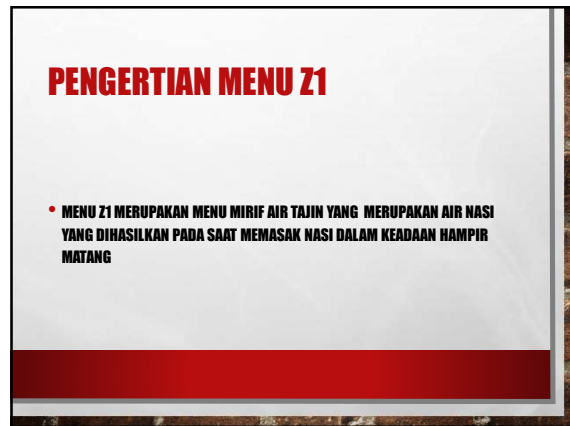 PENGERTIAN MENU Z1
• MENU Z1 MERUPAKAN MENU MIRIF AIR TAJIN YANG MERUPAKAN AIR NASI
YANG DIHASILKAN PADA SAAT MEMASAK NASI DALAM KEADAAN HAMPIR
MATANG